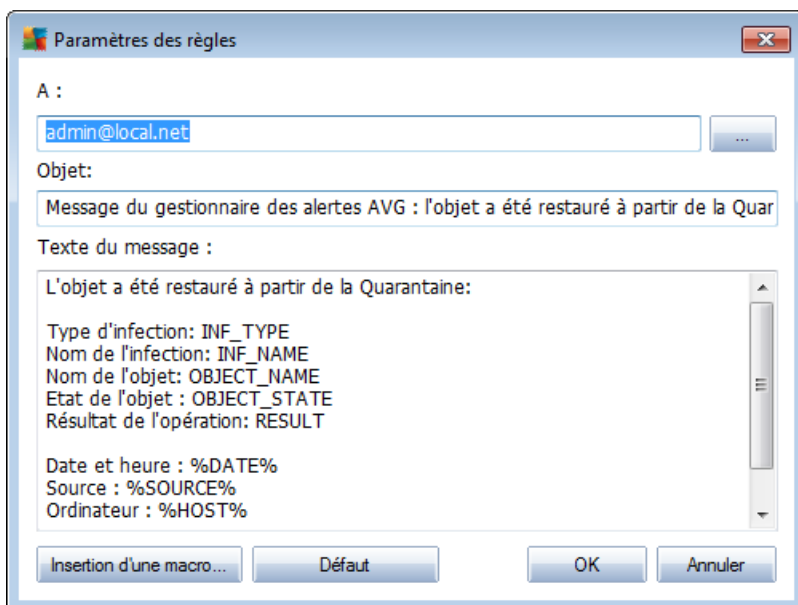 Paramètres des règles
A :
admin@local.net
...
Objet:
Message du gestionnaire des alertes AVG : l'objet a été restauré à partir de la Quar
Texte du message :
L'objet a été restauré à partir de la Quarantaine:
Type d'infection: INF_TYPE
Nom de l'infection: INF_NAME
Nom de l'objet: OBJECT_NAME
Etat de l'objet : OBJECT_STATE
Résultat de l'opération: RESULT
Date et heure : %DATE%
Source : %SOURCE%
Ordinateur : %HOST%
Insertion d'une macro... Défaut OK Annuler